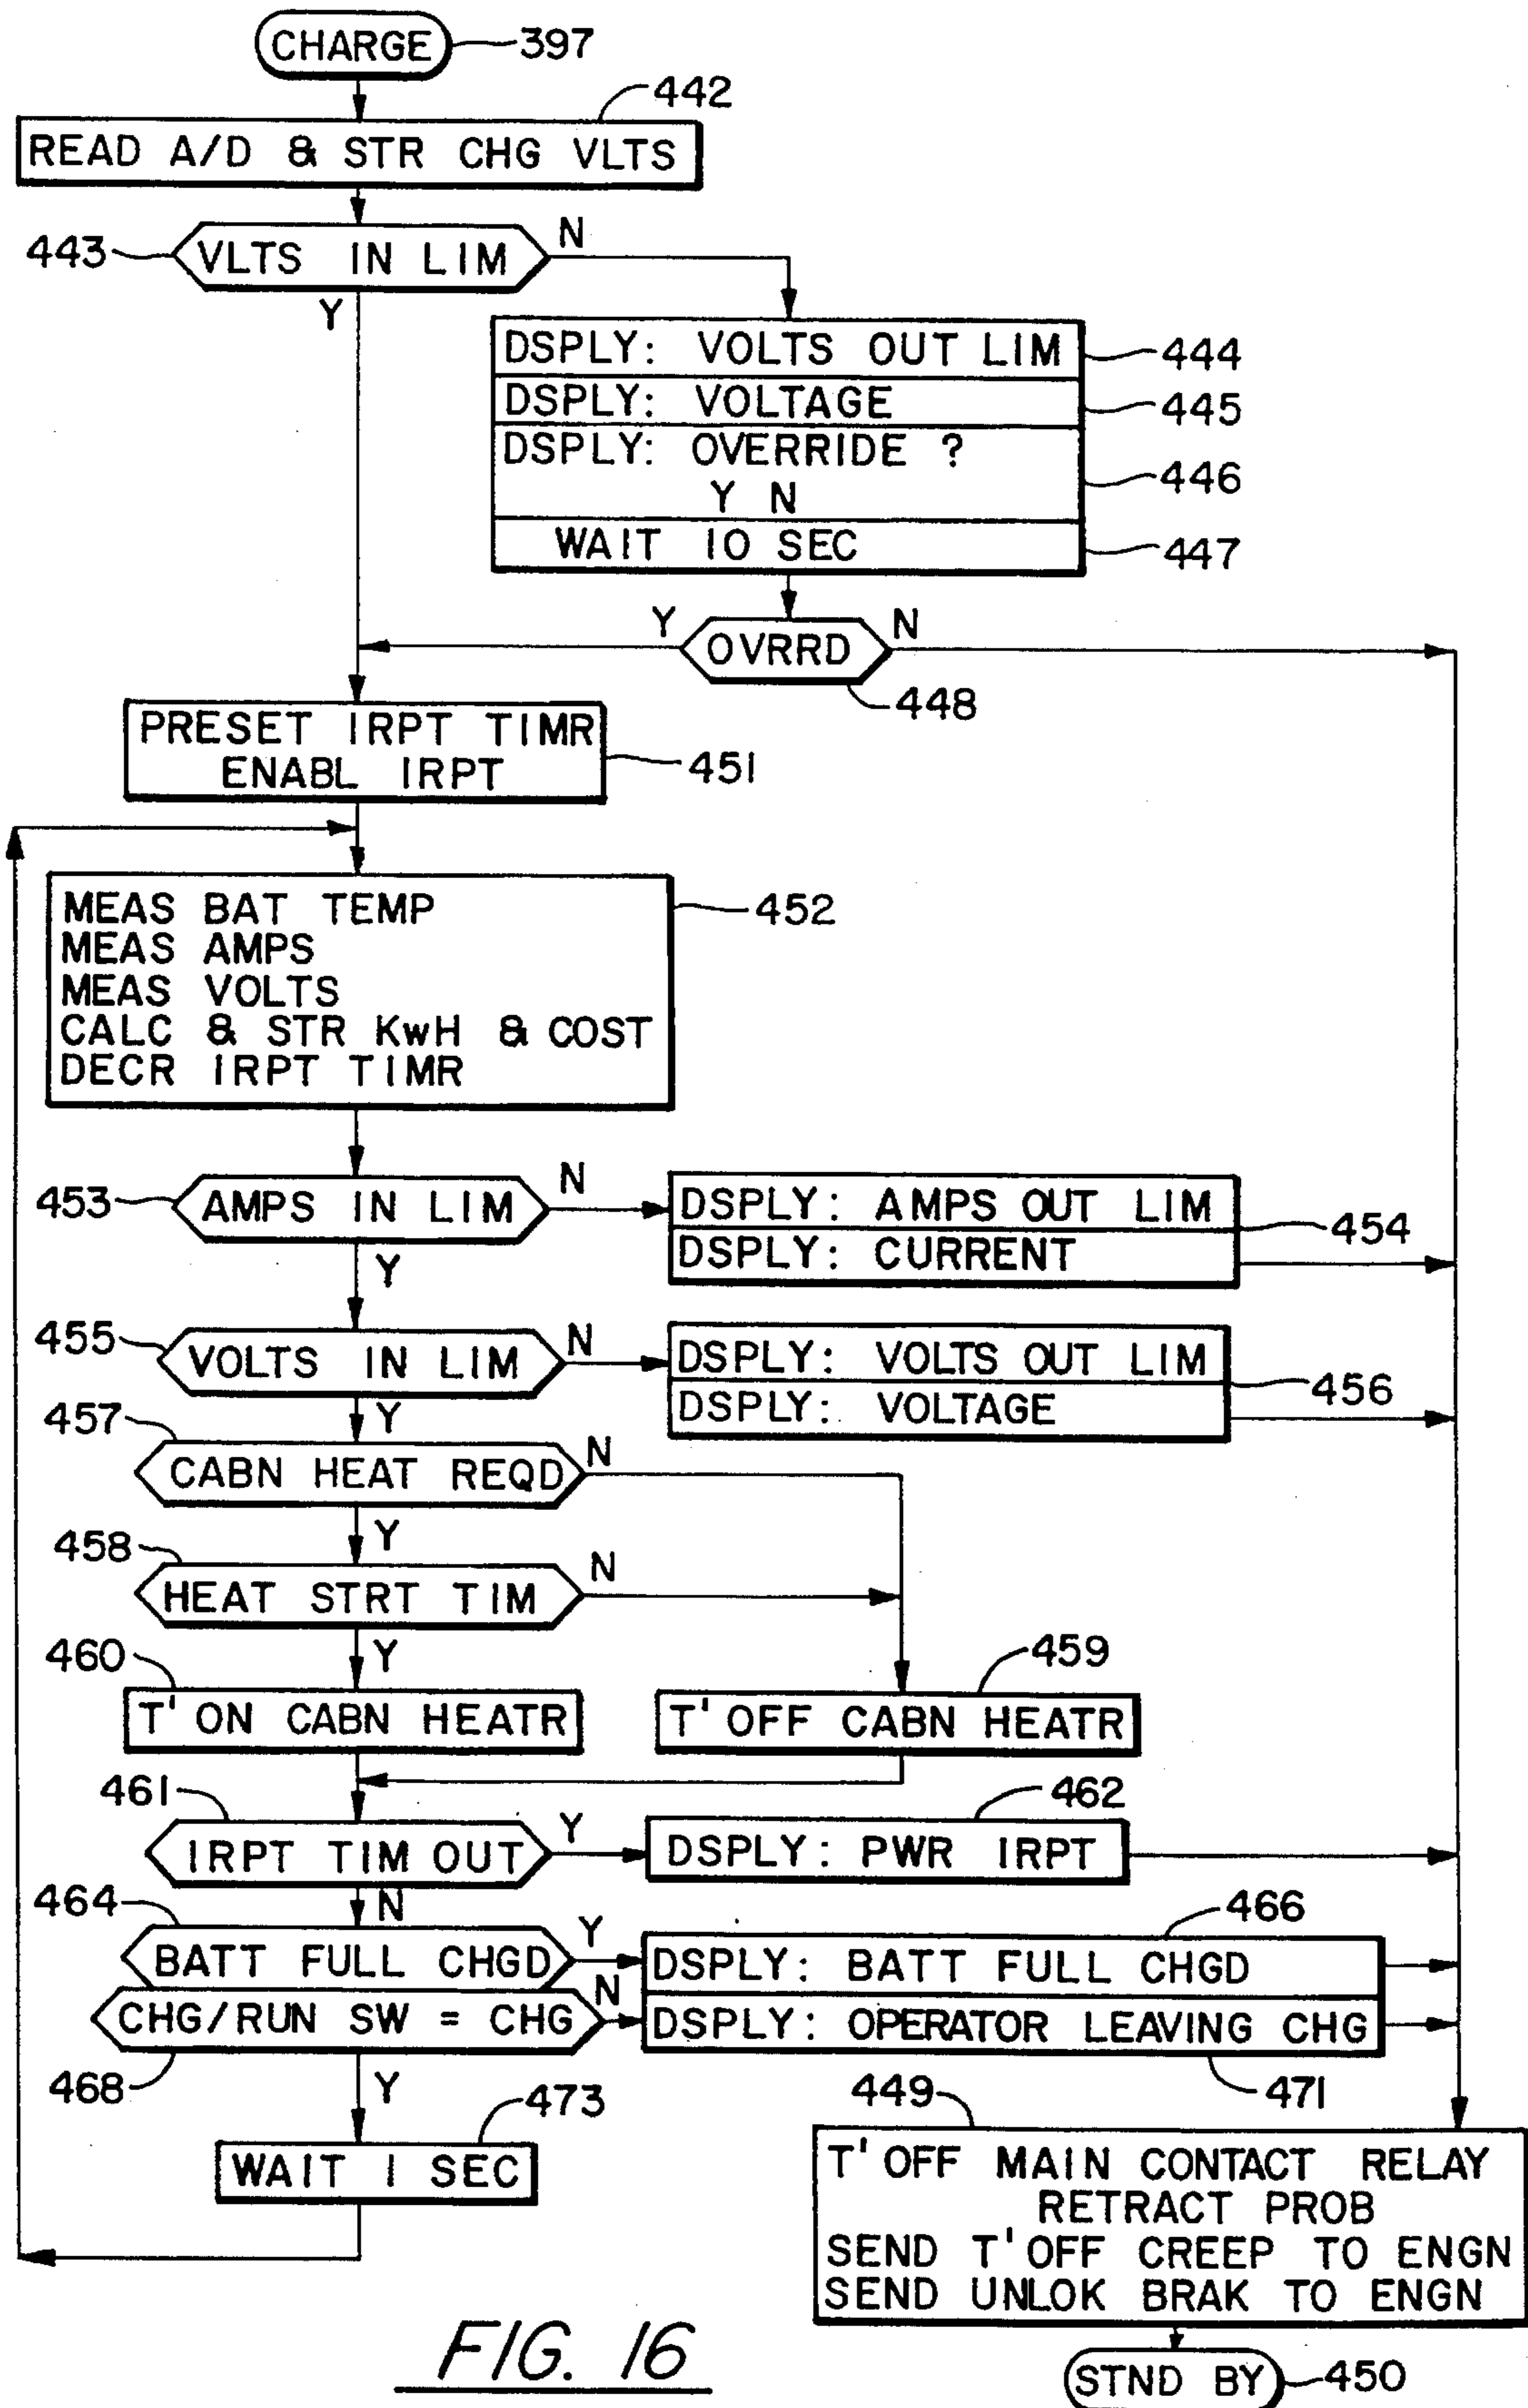 CHARGE
397
442
READ A/D & STR CHG VLTS
443
VLTS IN LIM
N
Y
DSPLY: VOLTS OUT LIM
444
DSPLY: VOLTAGE
445
DSPLY: OVERRIDE ?
Y N
446
WAIT 10 SEC
447
Y
OVRRD
N
448
PRESET IRPT TIMR
ENABL IRPT
451
MEAS BAT TEMP
MEAS AMPS
MEAS VOLTS
CALC & STR KwH & COST
DECR IRPT TIMR
452
453
AMPS IN LIM
N
Y
DSPLY: AMPS OUT LIM
DSPLY: CURRENT
454
455
VOLTS IN LIM
N
Y
DSPLY: VOLTS OUT LIM
DSPLY: VOLTAGE
456
457
CABN HEAT REQD
N
Y
458
HEAT STRT TIM
N
Y
460
T'ON CABN HEATR
459
T'OFF CABN HEATR
461
IRPT TIM OUT
Y
N
462
DSPLY: PWR IRPT
464
BATT FULL CHGD
Y
466
DSPLY: BATT FULL CHGD
CHG/RUN SW = CHG
N
DSPLY: OPERATOR LEAVING CHG
468
Y
471
473
WAIT 1 SEC
449
T'OFF MAIN CONTACT RELAY
RETRACT PROB
SEND T'OFF CREEP TO ENGN
SEND UNLOK BRAK TO ENGN
STND BY
450
FIG. 16